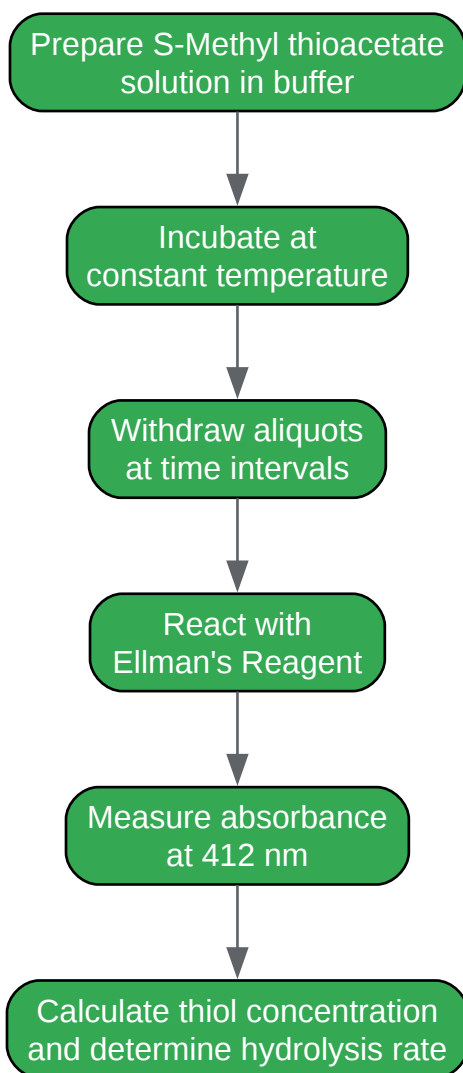 Prepare S-Methyl thioacetate
solution in buffer
Incubate at
constant temperature
Withdraw aliquots
at time intervals
React with
Ellman's Reagent
Measure absorbance
at 412 nm
Calculate thiol concentration
and determine hydrolysis rate